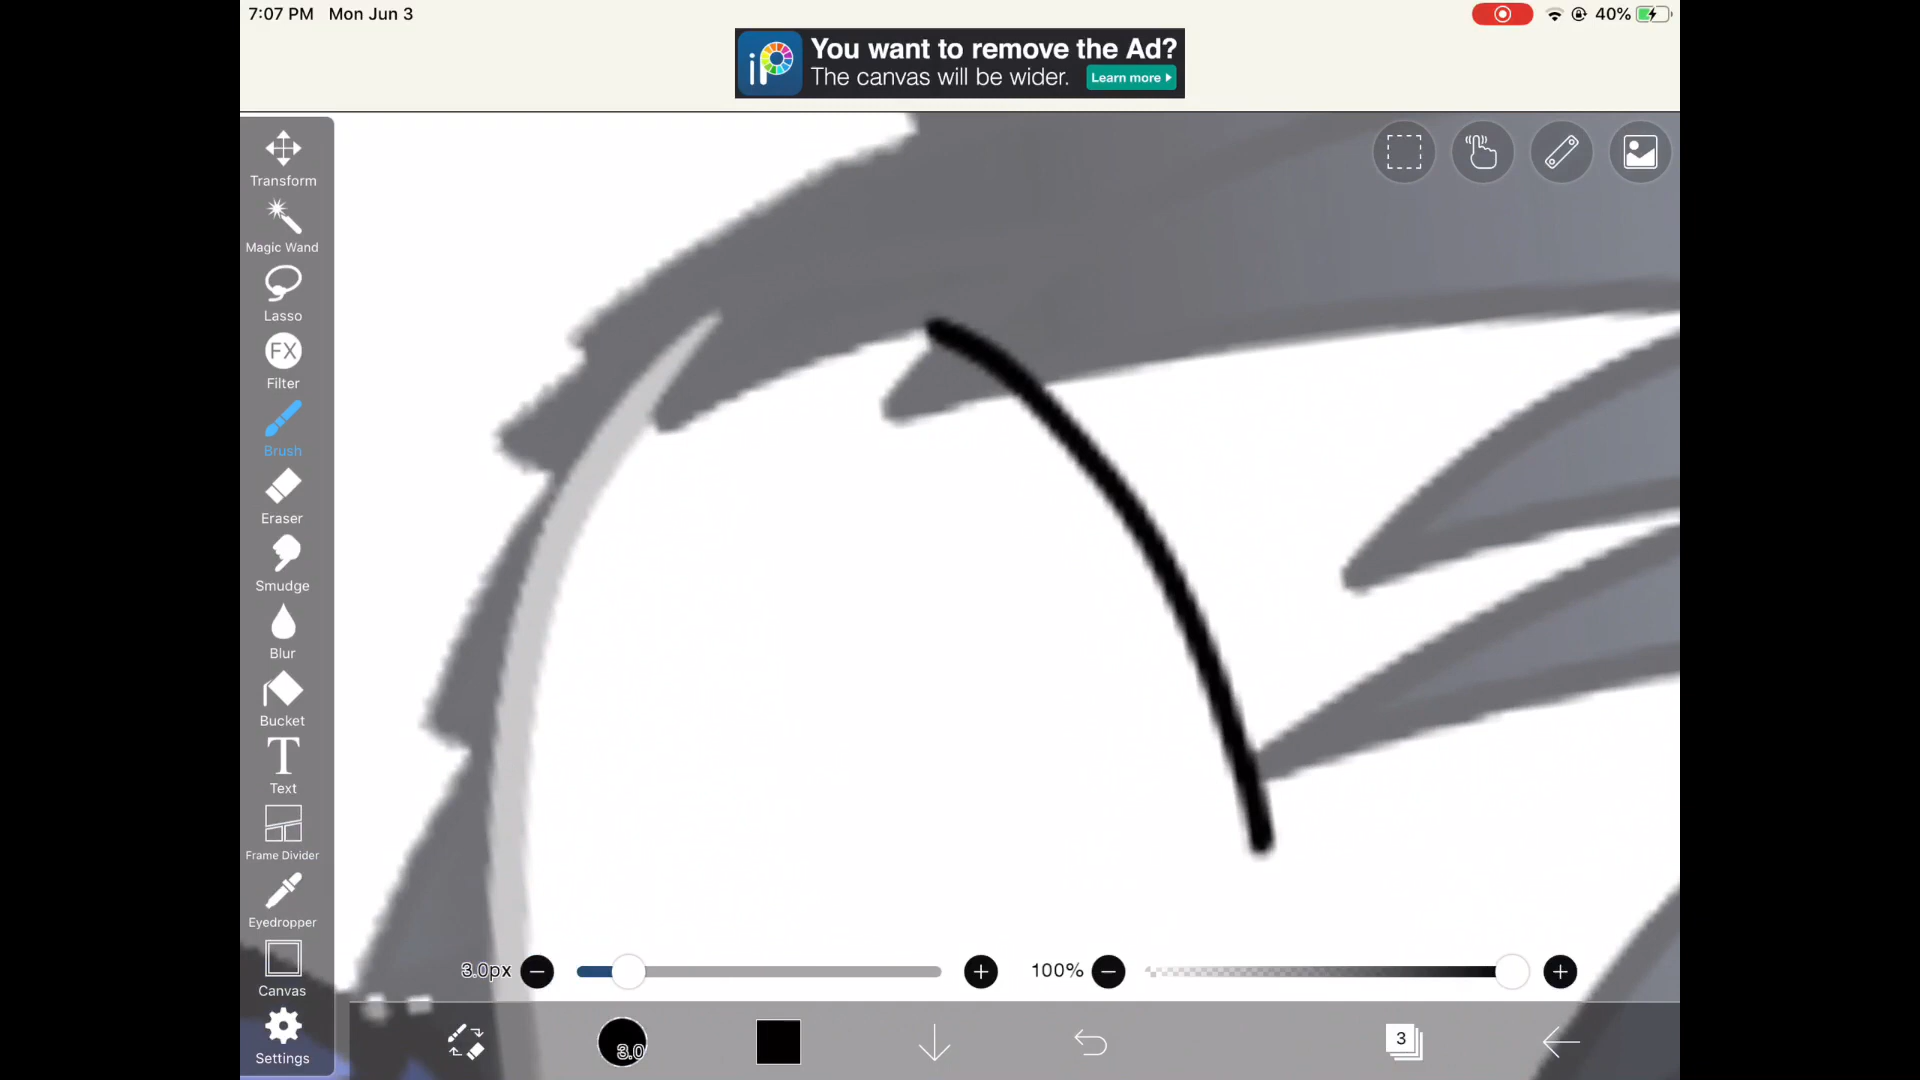 7:07 PM Mon Jun 3
40%
You want to remove the Ad?
iP
The canvas will be wider.
Learn more
Transform
Magic Wand
Lasso
FX
Filter
Brush
Eraser
Smudge
Blur
Bucket
T
Text
Frame Divider
Eyedropper
Canvas
Settings
3.0px
100%
3.0
3